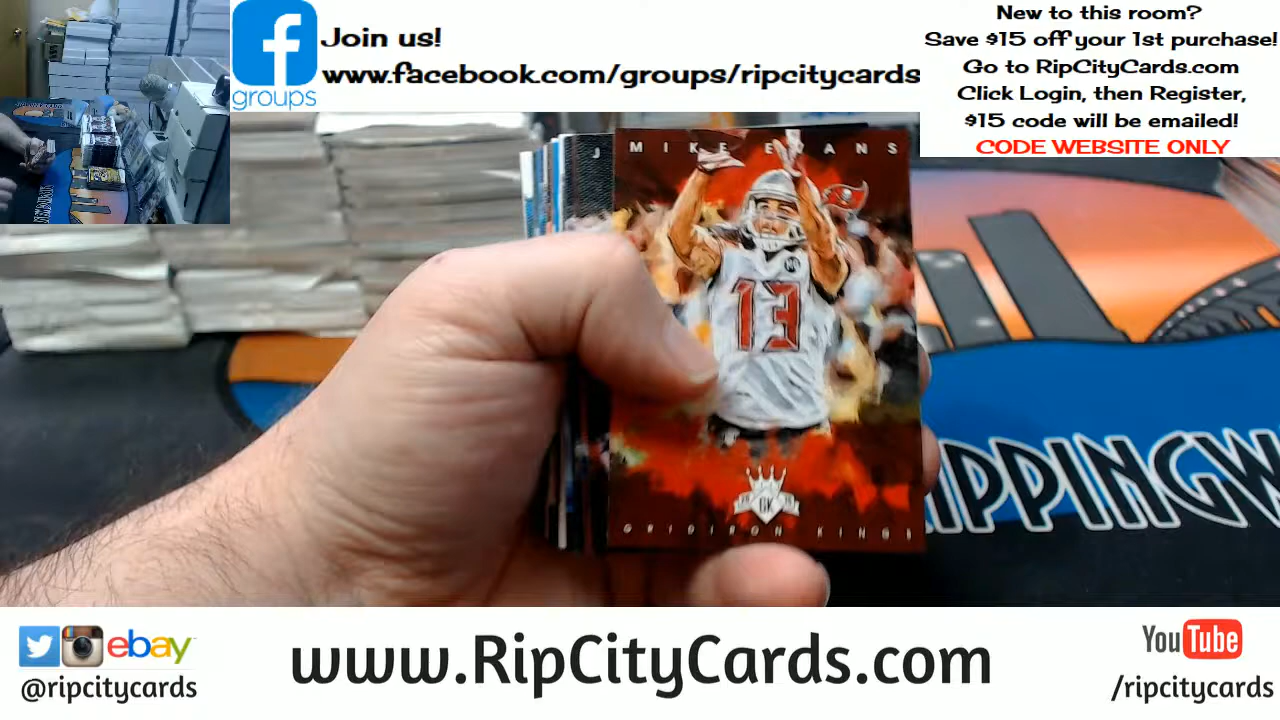 f
groups
Join us!
www.facebook.com/groups/ripcitycards
New to this room?
Save $15 off your 1st purchase!
Go to RipCityCards.com
Click Login, then Register,
$15 code will be emailed!
CODE WEBSITE ONLY
J
MIKE EVANS
13
GK
GRIDIRON KINGS
RIPPINGW
ebay
@ripcitycards
www.RipCityCards.com
YouTube
/ripcitycards